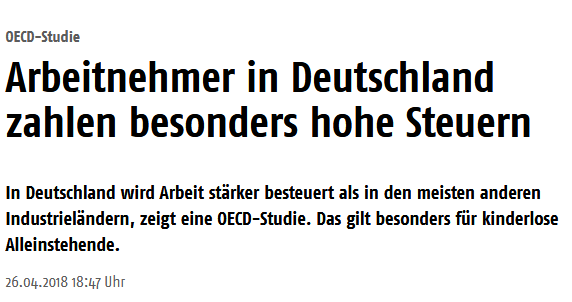 OECD-Studie
Arbeitnehmer in Deutschland
zahlen besonders hohe Steuern
In Deutschland wird Arbeit stärker besteuert als in den meisten anderen
Industrieländern, zeigt eine OECD-Studie. Das gilt besonders für kinderlose
Alleinstehende.
26.04.2018 18:47 Uhr